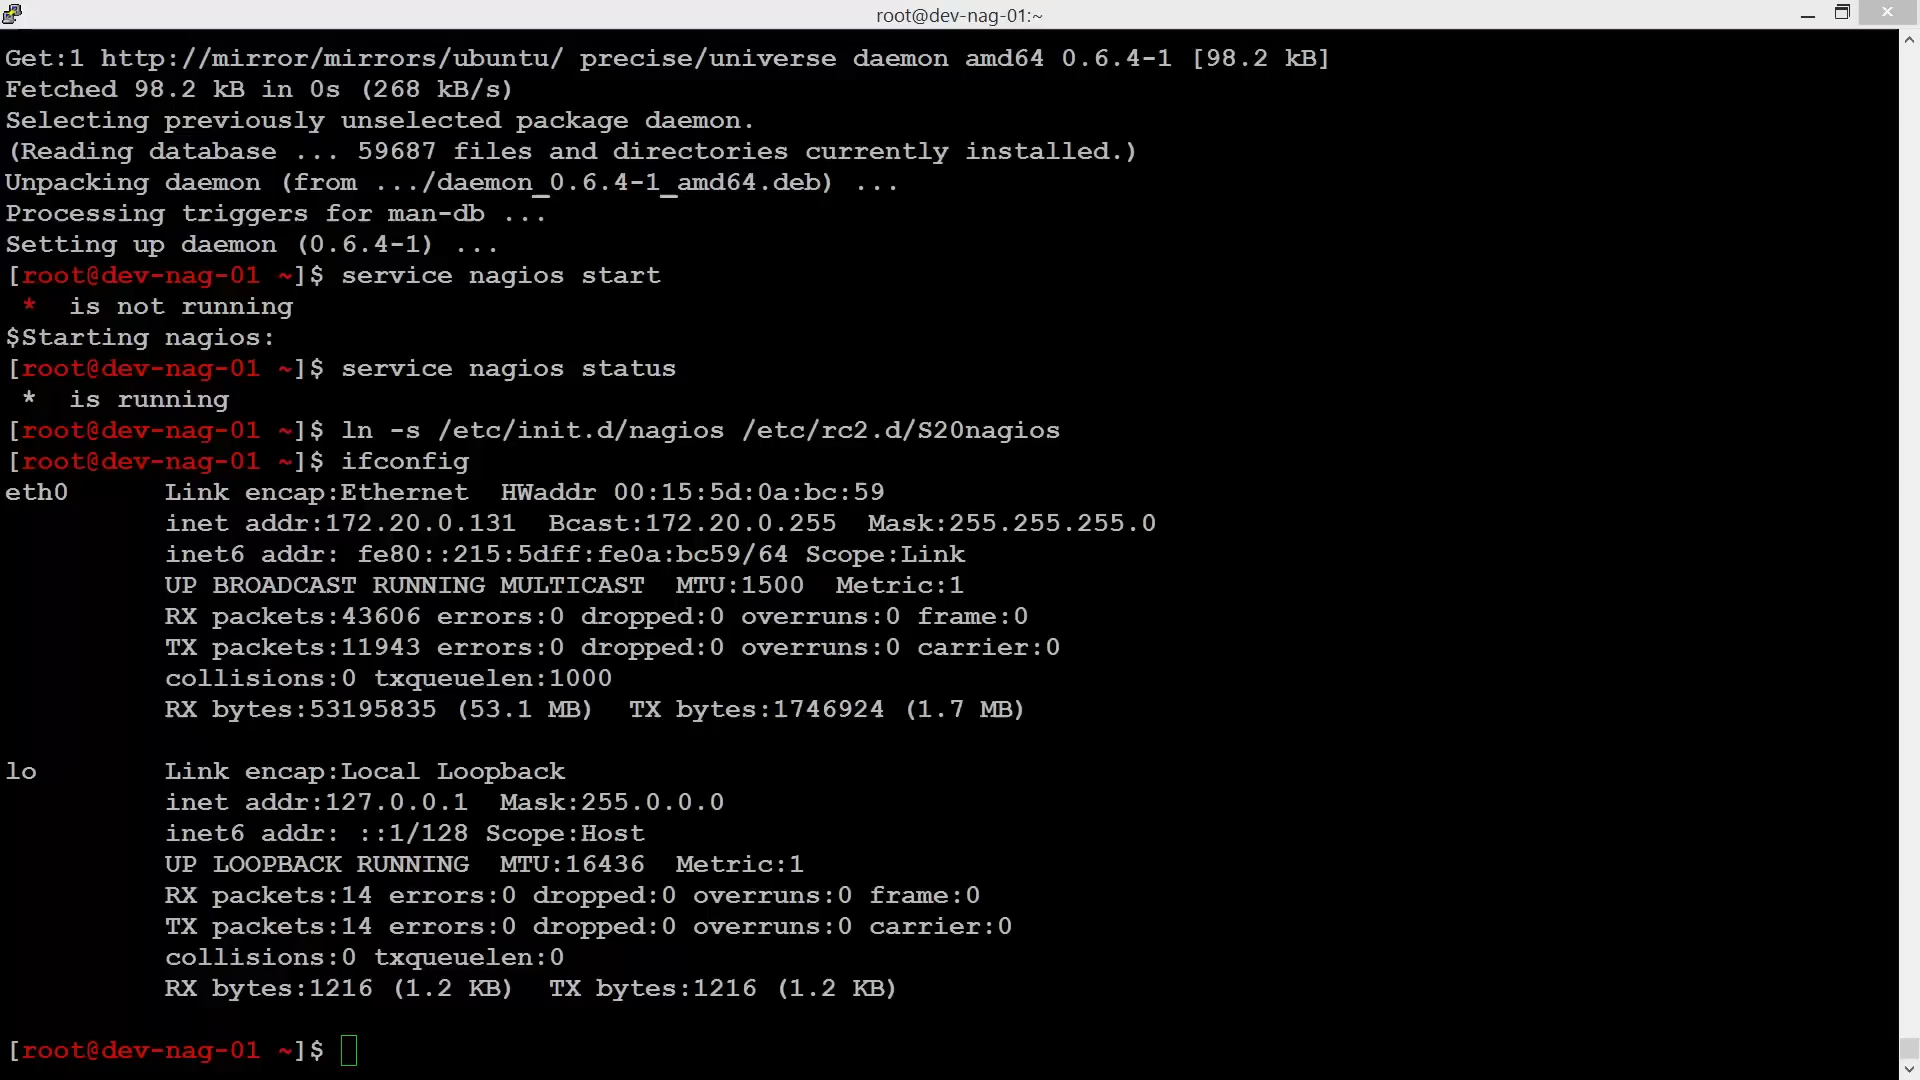 root@dev-nag-01:~
Get:1 http://mirror/mirrors/ubuntu/ precise/universe daemon amd64 0.6.4-1 [98.2 kB]
Fetched 98.2 kB in 0s (268 kB/s)
Selecting previously unselected package daemon.
(Reading database ... 59687 files and directories currently installed.)
Unpacking daemon (from .../daemon_0.6.4-1_amd64.deb) ...
Processing triggers for man-db ...
Setting up daemon (0.6.4-1) ...
[root@dev-nag-01 ~]$ service nagios start
 *  is not running
$Starting nagios:
[root@dev-nag-01 ~]$ service nagios status
 *  is running
[root@dev-nag-01 ~]$ ln -s /etc/init.d/nagios /etc/rc2.d/S20nagios
[root@dev-nag-01 ~]$ ifconfig
eth0      Link encap:Ethernet  HWaddr 00:15:5d:0a:bc:59
          inet addr:172.20.0.131  Bcast:172.20.0.255  Mask:255.255.255.0
          inet6 addr: fe80::215:5dff:fe0a:bc59/64 Scope:Link
          UP BROADCAST RUNNING MULTICAST  MTU:1500  Metric:1
          RX packets:43606 errors:0 dropped:0 overruns:0 frame:0
          TX packets:11943 errors:0 dropped:0 overruns:0 carrier:0
          collisions:0 txqueuelen:1000
          RX bytes:53195835 (53.1 MB)  TX bytes:1746924 (1.7 MB)

lo        Link encap:Local Loopback
          inet addr:127.0.0.1  Mask:255.0.0.0
          inet6 addr: ::1/128 Scope:Host
          UP LOOPBACK RUNNING  MTU:16436  Metric:1
          RX packets:14 errors:0 dropped:0 overruns:0 frame:0
          TX packets:14 errors:0 dropped:0 overruns:0 carrier:0
          collisions:0 txqueuelen:0
          RX bytes:1216 (1.2 KB)  TX bytes:1216 (1.2 KB)

[root@dev-nag-01 ~]$